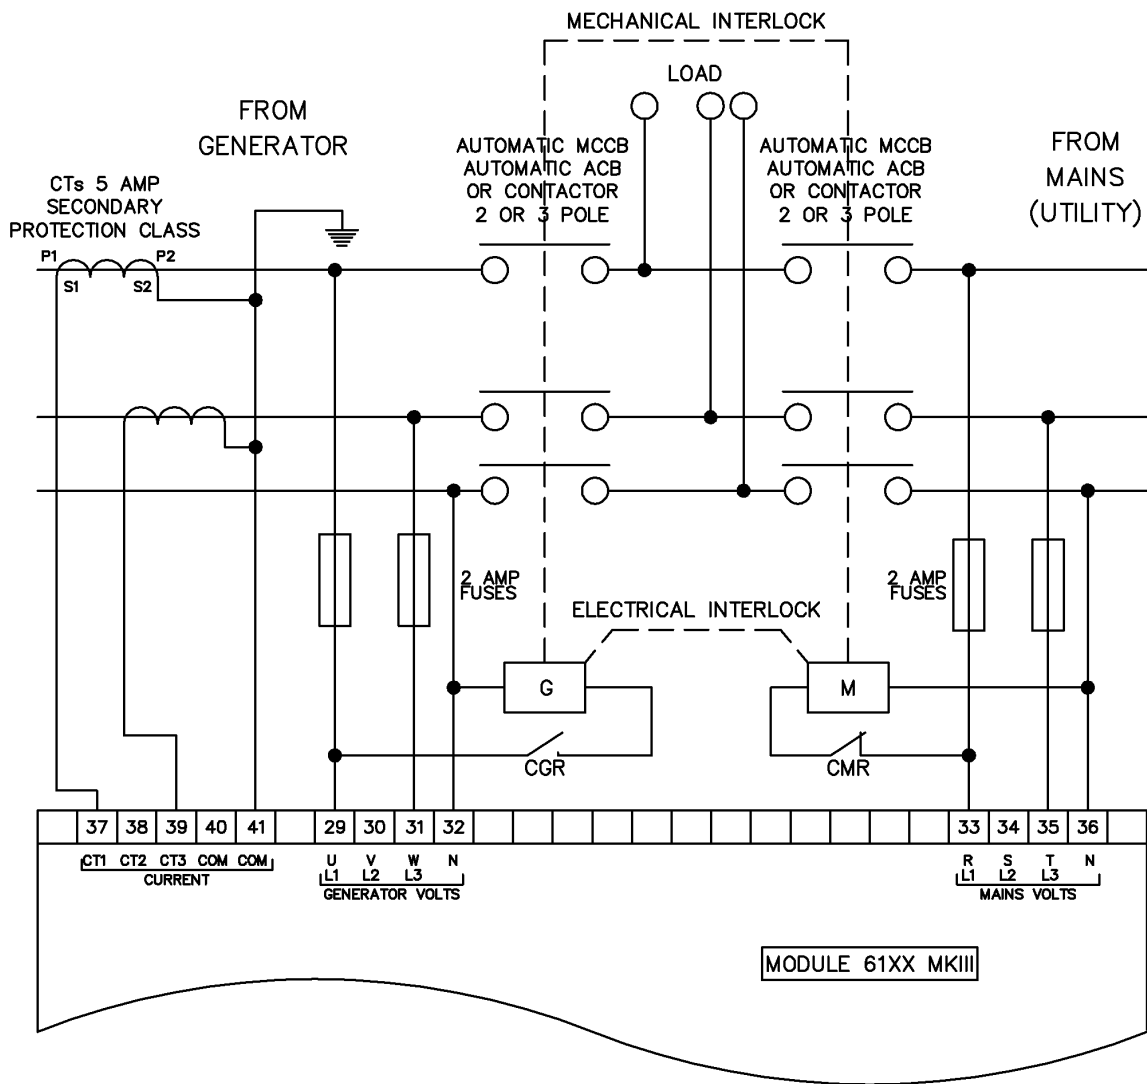 MECHANICAL INTERLOCK
LOAD
FROM
GENERATOR
AUTOMATIC MCCB
AUTOMATIC ACB
OR CONTACTOR
2 OR 3 POLE
AUTOMATIC MCCB
AUTOMATIC ACB
OR CONTACTOR
2 OR 3 POLE
FROM
MAINS
(UTILITY)
CTs 5 AMP
SECONDARY
PROTECTION CLASS
P1
P2
S1
S2
2 AMP
FUSES
2 AMP
FUSES
ELECTRICAL INTERLOCK
G
M
CGR
CMR
37 38 39 40 41 29 30 31 32 33 34 35 36
CT1 CT2 CT3 COM COM
CURRENT
U V W N
L1 L2 L3
GENERATOR VOLTS
R S T N
L1 L2 L3
MAINS VOLTS
MODULE 61XX MKIII